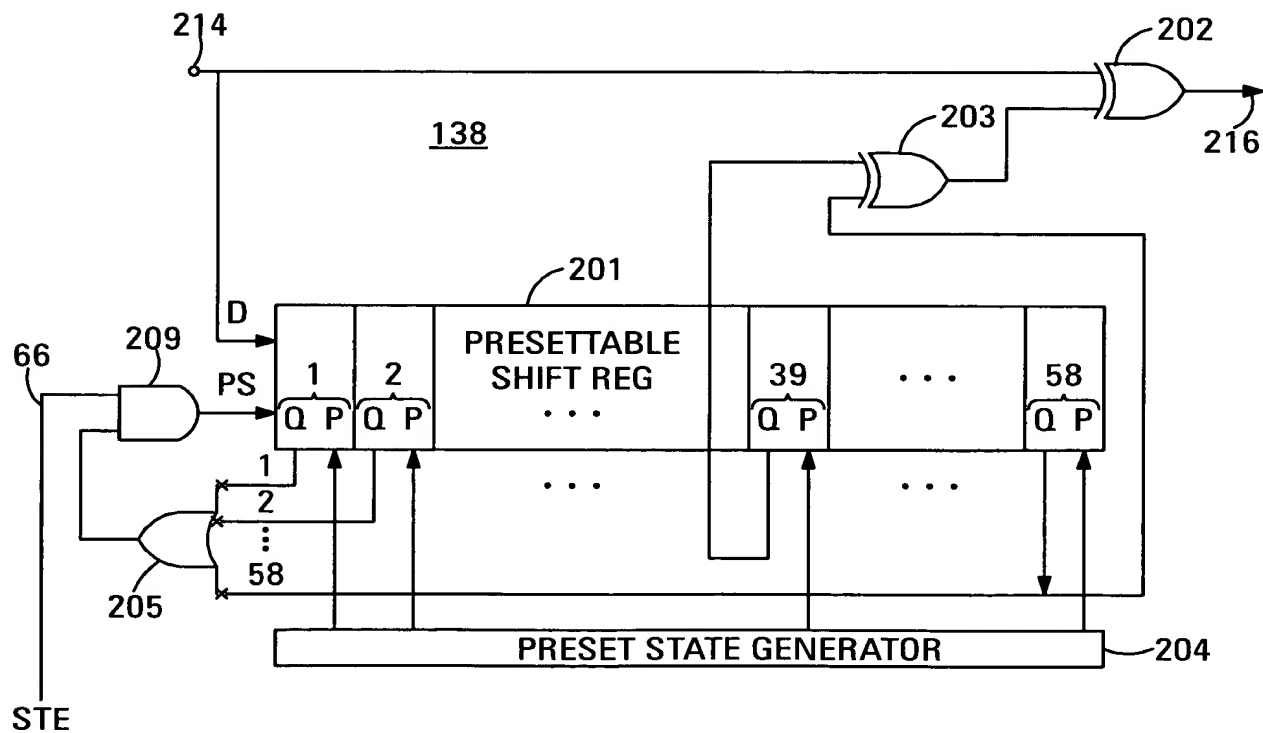 214
202
138
203
216
201
D
66
209
PS
PRESETTABLE
SHIFT REG
1
2
39
58
Q P
Q P
Q P
Q P
. . .
. . .
1
2
58
. . .
. . .
205
PRESET STATE GENERATOR
204
STE